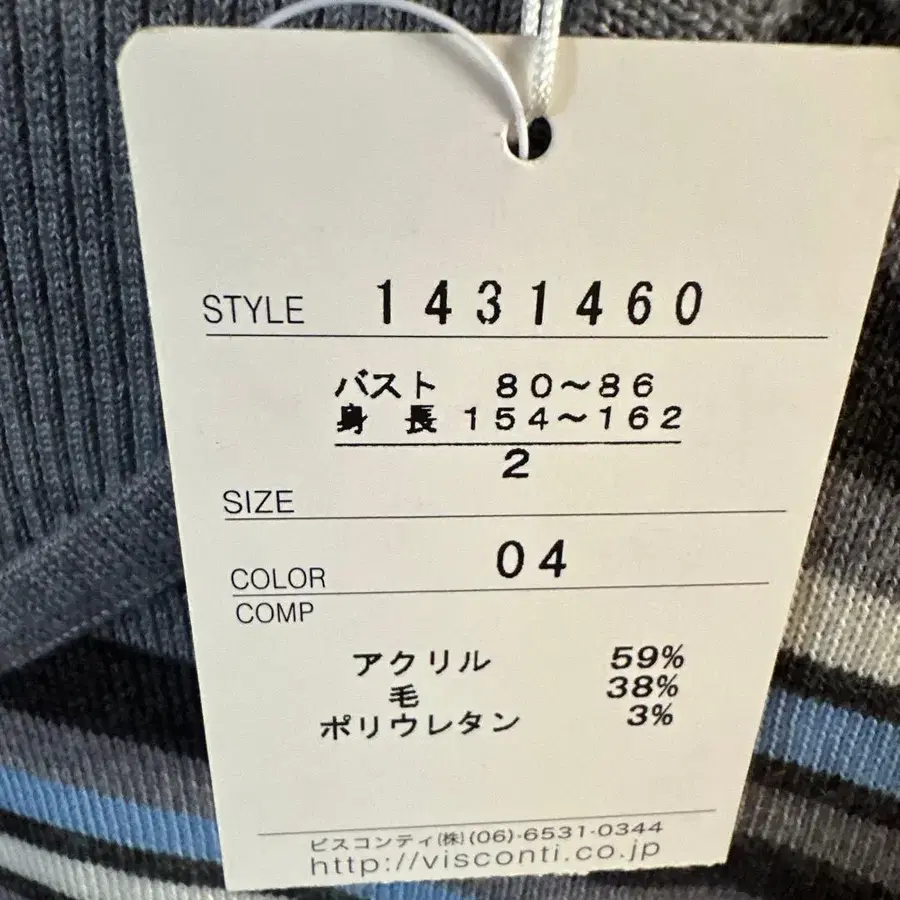 STYLE 1431460
バスト 80～86
身長 154～162
2
SIZE
COLOR 04
COMP
アクリル 59%
毛 38%
ポリウレタン 3%
ビスコンティ(株)(06)-6531-0344
http://visconti.co.jp